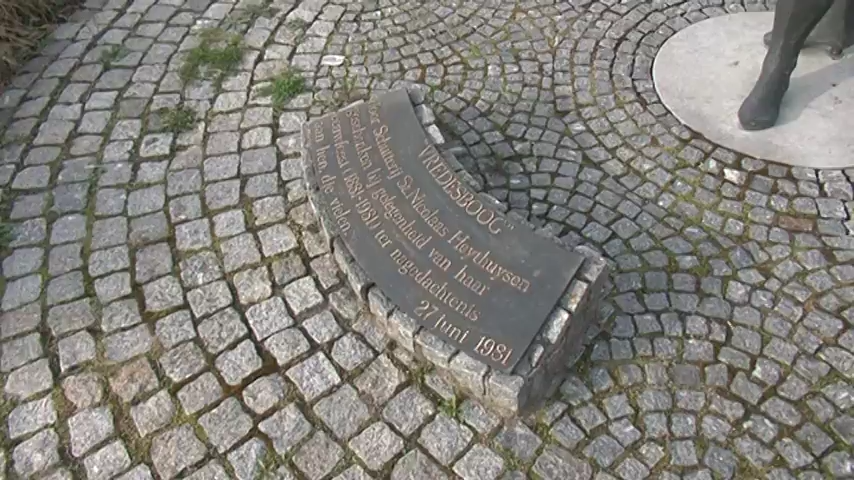 "VREDESBOOG"
Door Schutterij St. Nicolaas Heythuysen
Geschonken bij gelegenheid van haar
eeuwfeest (1881-1981) ter nagedachtenis
aan hen die vielen.
27 juni 1981